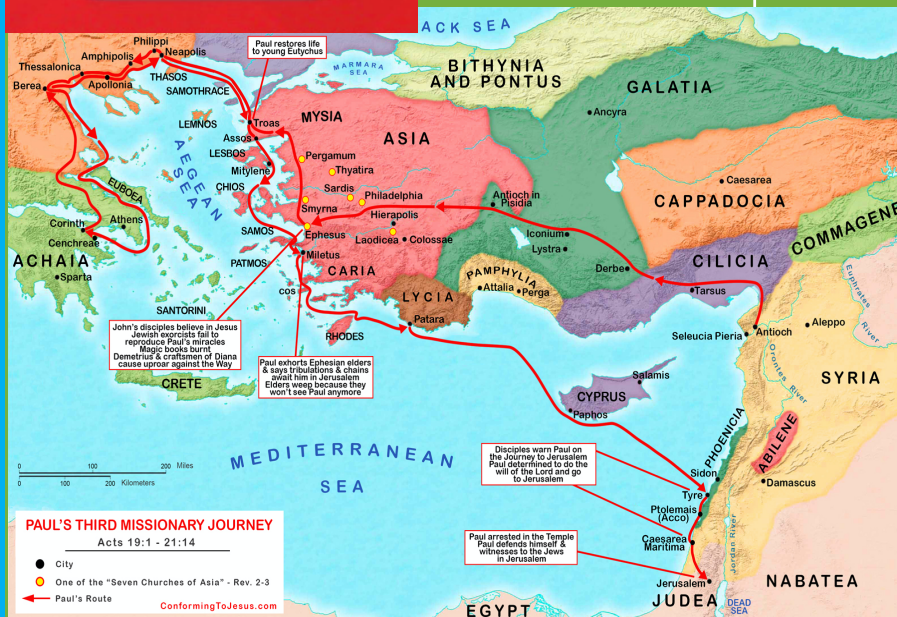 ACK SEA
Philippi
Neapolis
Amphipolis
Thessalonica
Apollonia
Berea
THASOS
SAMOTHRACE
Paul restores life
to young Eutychus
MARMARA
SEA
BITHYNIA
AND PONTUS
GALATIA
Ancyra
LEMNOS
Troas
MYSIA
ASIA
Assos
LESBOS
Mitylene
Pergamum
Thyatira
AEGEAN
SEA
CHIOS
Sardis
Philadelphia
Smyrna
Hierapolis
Antioch in
Pisidia
Caesarea
CAPPADOCIA
COMMAGENE
EUBOEA
Athens
Corinth
Cenchreae
SAMOS
Ephesus
Laodicea
Colossae
Iconium
Lystra
Miletus
ACHAIA
Sparta
PATMOS
CARIA
PAMPHYLIA
Attalia
Perga
Derbe
CILICIA
Tarsus
Euphrates
River
cos
LYCIA
Patara
SANTORINI
RHODES
Seleucia Pieria
Antioch
Aleppo
John's disciples believe in Jesus
Jewish exorcists fail to
reproduce Paul's miracles
Magic books burnt
Demetrius & craftsmen of Diana
cause uproar against the Way
Paul exhorts Ephesian elders
& says tribulations & chains
await him in Jerusalem
Elders weep because they
won't see Paul anymore
Orontes River
SYRIA
CRETE
CYPRUS
Salamis
Paphos
PHOENICIA
ABILENE
MEDITERRANEAN
SEA
Disciples warn Paul on
the Journey to Jerusalem
Paul determined to do the
will of the Lord and go
to Jerusalem
Sidon
Damascus
Tyre
Ptolemais
(Acco)
0 100 200 Miles
0 100 200 Kilometers
Paul arrested in the Temple
Paul defends himself &
witnesses to the Jews
in Jerusalem
Caesarea
Maritima
Jordan River
Jerusalem
JUDEA
DEAD
SEA
NABATEA
EGYPT
PAUL'S THIRD MISSIONARY JOURNEY
Acts 19:1 - 21:14
City
One of the "Seven Churches of Asia" - Rev. 2-3
Paul's Route
ConformingToJesus.com